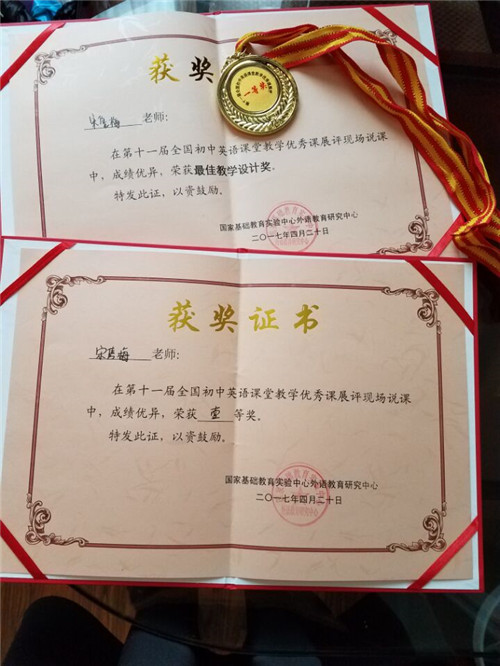 获奖
一等奖
老师：
在第十一届全国初中英语课堂教学优秀课展评现场说课
中，成绩优异，荣获最佳教学设计奖。
特发此证，以资鼓励。
国家基础教育实验中心外语教育研究中心
二〇一七年四月二十日
获奖证书
老师：
在第十一届全国初中英语课堂教学优秀课展评现场说课
中，成绩优异，荣获 壹 等奖。
特发此证，以资鼓励。
国家基础教育实验中心外语教育研究中心
二〇一七年四月二十日